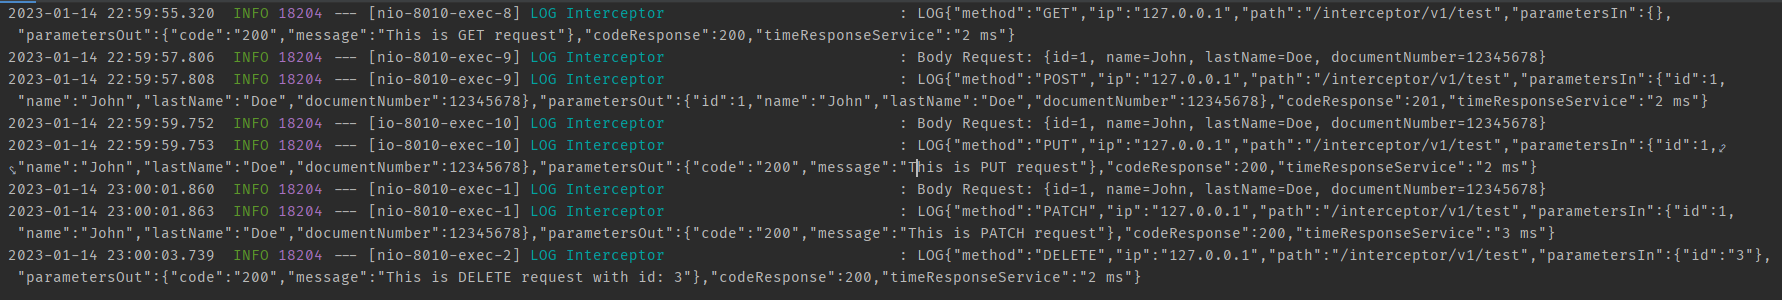 2023-01-14 22:59:55.320  INFO 18204 --- [nio-8010-exec-8] LOG Interceptor                          : LOG{"method":"GET","ip":"127.0.0.1","path":"/interceptor/v1/test","parametersIn":{},
"parametersOut":{"code":"200","message":"This is GET request"},"codeResponse":200,"timeResponseService":"2 ms"}
2023-01-14 22:59:57.806  INFO 18204 --- [nio-8010-exec-9] LOG Interceptor                          : Body Request: {id=1, name=John, lastName=Doe, documentNumber=12345678}
2023-01-14 22:59:57.808  INFO 18204 --- [nio-8010-exec-9] LOG Interceptor                          : LOG{"method":"POST","ip":"127.0.0.1","path":"/interceptor/v1/test","parametersIn":{"id":1,
"name":"John","lastName":"Doe","documentNumber":12345678},"parametersOut":{"id":1,"name":"John","lastName":"Doe","documentNumber":12345678},"codeResponse":201,"timeResponseService":"2 ms"}
2023-01-14 22:59:59.752  INFO 18204 --- [io-8010-exec-10] LOG Interceptor                          : Body Request: {id=1, name=John, lastName=Doe, documentNumber=12345678}
2023-01-14 22:59:59.753  INFO 18204 --- [io-8010-exec-10] LOG Interceptor                          : LOG{"method":"PUT","ip":"127.0.0.1","path":"/interceptor/v1/test","parametersIn":{"id":1,
"name":"John","lastName":"Doe","documentNumber":12345678},"parametersOut":{"code":"200","message":"This is PUT request"},"codeResponse":200,"timeResponseService":"2 ms"}
2023-01-14 23:00:01.860  INFO 18204 --- [nio-8010-exec-1] LOG Interceptor                          : Body Request: {id=1, name=John, lastName=Doe, documentNumber=12345678}
2023-01-14 23:00:01.863  INFO 18204 --- [nio-8010-exec-1] LOG Interceptor                          : LOG{"method":"PATCH","ip":"127.0.0.1","path":"/interceptor/v1/test","parametersIn":{"id":1,
"name":"John","lastName":"Doe","documentNumber":12345678},"parametersOut":{"code":"200","message":"This is PATCH request"},"codeResponse":200,"timeResponseService":"3 ms"}
2023-01-14 23:00:03.739  INFO 18204 --- [nio-8010-exec-2] LOG Interceptor                          : LOG{"method":"DELETE","ip":"127.0.0.1","path":"/interceptor/v1/test","parametersIn":{"id":"3"},
"parametersOut":{"code":"200","message":"This is DELETE request with id: 3"},"codeResponse":200,"timeResponseService":"2 ms"}